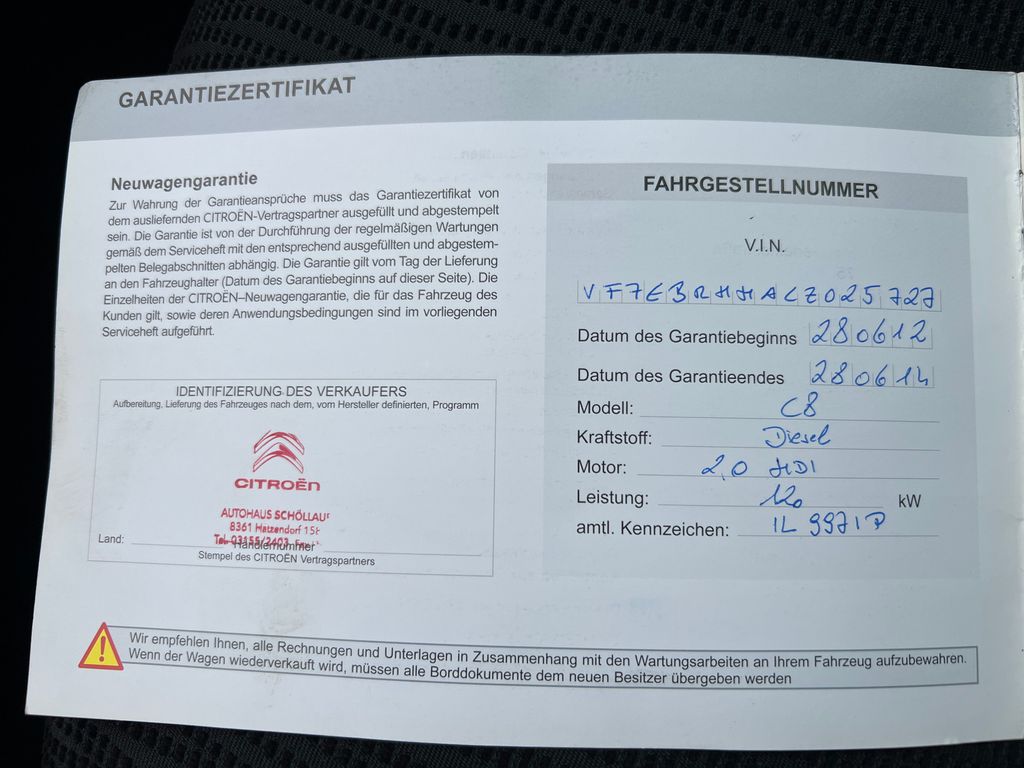 GARANTIEZERTIFIKAT
Neuwagengarantie
Zur Wahrung der Garantieansprüche muss das Garantiezertifikat von
dem ausliefernden CITROËN-Vertragspartner ausgefüllt und abgestempelt
sein. Die Garantie ist von der Durchführung der regelmäßigen Wartungen
gemäß dem Serviceheft mit den entsprechend ausgefüllten und abgestem-
pelten Belegabschnitten abhängig. Die Garantie gilt vom Tag der Lieferung
an den Fahrzeughalter (Datum des Garantiebeginns auf dieser Seite). Die
Einzelheiten der CITROËN-Neuwagengarantie, die für das Fahrzeug des
Kunden gilt, sowie deren Anwendungsbedingungen sind im vorliegenden
Serviceheft aufgeführt.
IDENTIFIZIERUNG DES VERKAUFERS
Aufbereitung, Lieferung des Fahrzeuges nach dem, vom Hersteller definierten, Programm
CITROËN
AUTOHAUS SCHÖLLAUF
8361 Hatzendorf 15
Tel. 03155/2403
Land: Händlernummer
Stempel des CITROËN Vertragspartners
FAHRGESTELLNUMMER
V.I.N.
VF7EBRHHACZ025727
Datum des Garantiebeginns 280612
Datum des Garantieendes 280614
Modell: C8
Kraftstoff: Diesel
Motor: 2,0 HDI
Leistung: 120 kW
amtl. Kennzeichen: IL 997IP
Wir empfehlen Ihnen, alle Rechnungen und Unterlagen in Zusammenhang mit den Wartungsarbeiten an Ihrem Fahrzeug aufzubewahren.
Wenn der Wagen wiederverkauft wird, müssen alle Borddokumente dem neuen Besitzer übergeben werden